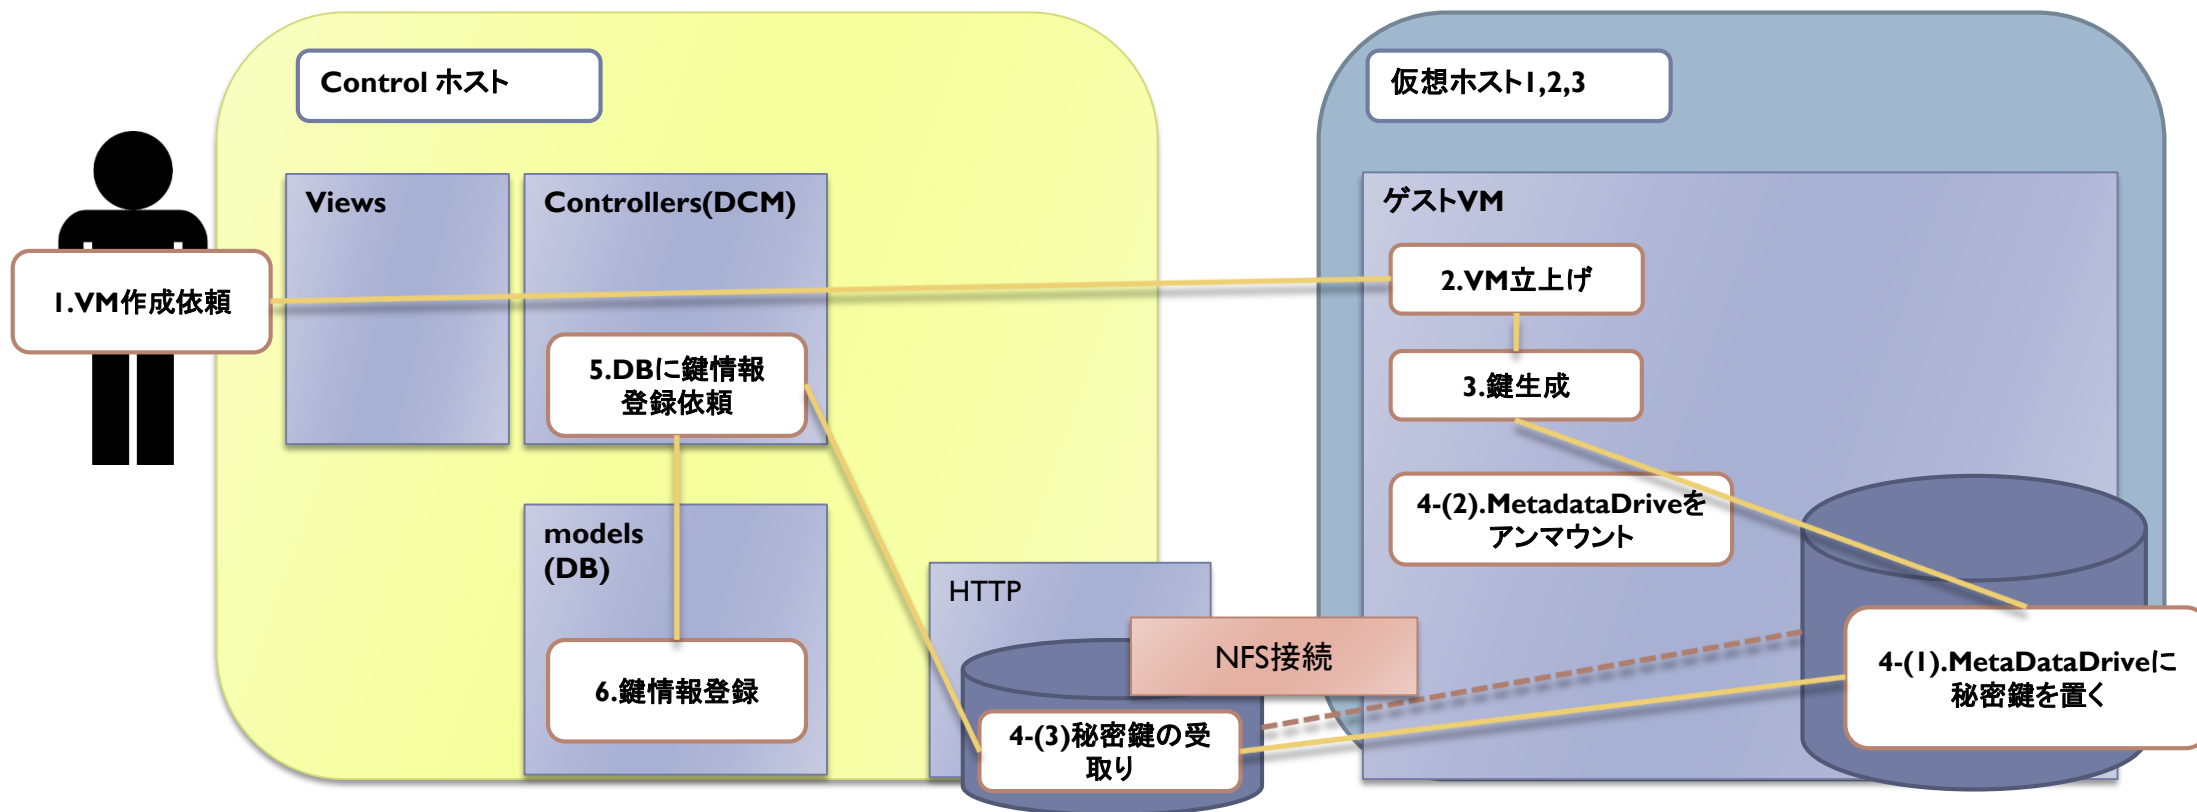 Control ホスト
仮想ホスト1,2,3
Views
Controllers(DCM)
ゲストVM
1.VM作成依頼
2.VM立上げ
5.DBに鍵情報
登録依頼
3.鍵生成
4-(2).MetadataDriveを
アンマウント
models
(DB)
HTTP
NFS接続
4-(1).MetaDataDriveに
秘密鍵を置く
6.鍵情報登録
4-(3)秘密鍵の受
取り